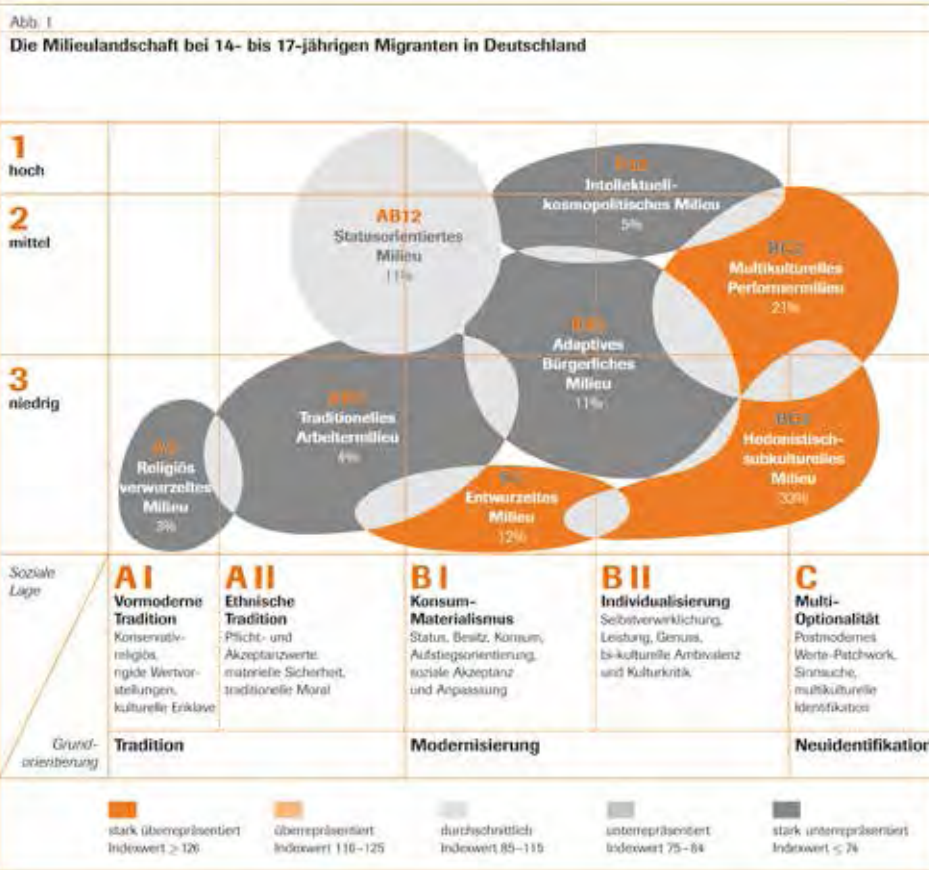 Abb. 1
Die Milieulandschaft bei 14- bis 17-jährigen Migranten in Deutschland
1
hoch
2
mittel
3
niedrig
AB12
Statusorientiertes
Milieu
11%
Intellektuell-
kosmopolitisches Milieu
5%
Multikulturelles
Performermilieu
21%
Adaptives
Bürgerliches
Milieu
11%
Traditionelles
Arbeitermilieu
4%
Religiös
verwurzeltes
Milieu
3%
Entwurzeltes
Milieu
12%
Hedonistisch-
subkulturelles
Milieu
33%
Soziale
Lage
A I
Vormoderne
Tradition
Konservativ-
religiös,
rigide Wertvor-
stellungen,
kulturelle Enklave
A II
Ethnische
Tradition
Pflicht- und
Akzeptanzwerte,
materielle Sicherheit,
traditionelle Moral
B I
Konsum-
Materialismus
Status, Besitz, Konsum,
Aufstiegsorientierung,
soziale Akzeptanz
und Anpassung
B II
Individualisierung
Selbstverwirklichung,
Leistung, Genuss,
bi-kulturelle Ambivalenz
und Kulturkritik
C
Multi-
Optionalität
Postmodernes
Werte-Patchwork,
Sinnsuche,
multikulturelle
Identifikation
Grund-
orientierung
Tradition
Modernisierung
Neuidentifikation
stark überrepräsentiert
Indexwert ≥ 126
überrepräsentiert
Indexwert 116–125
durchschnittlich
Indexwert 85–115
unterrepräsentiert
Indexwert 75–84
stark unterrepräsentiert
Indexwert ≤ 74